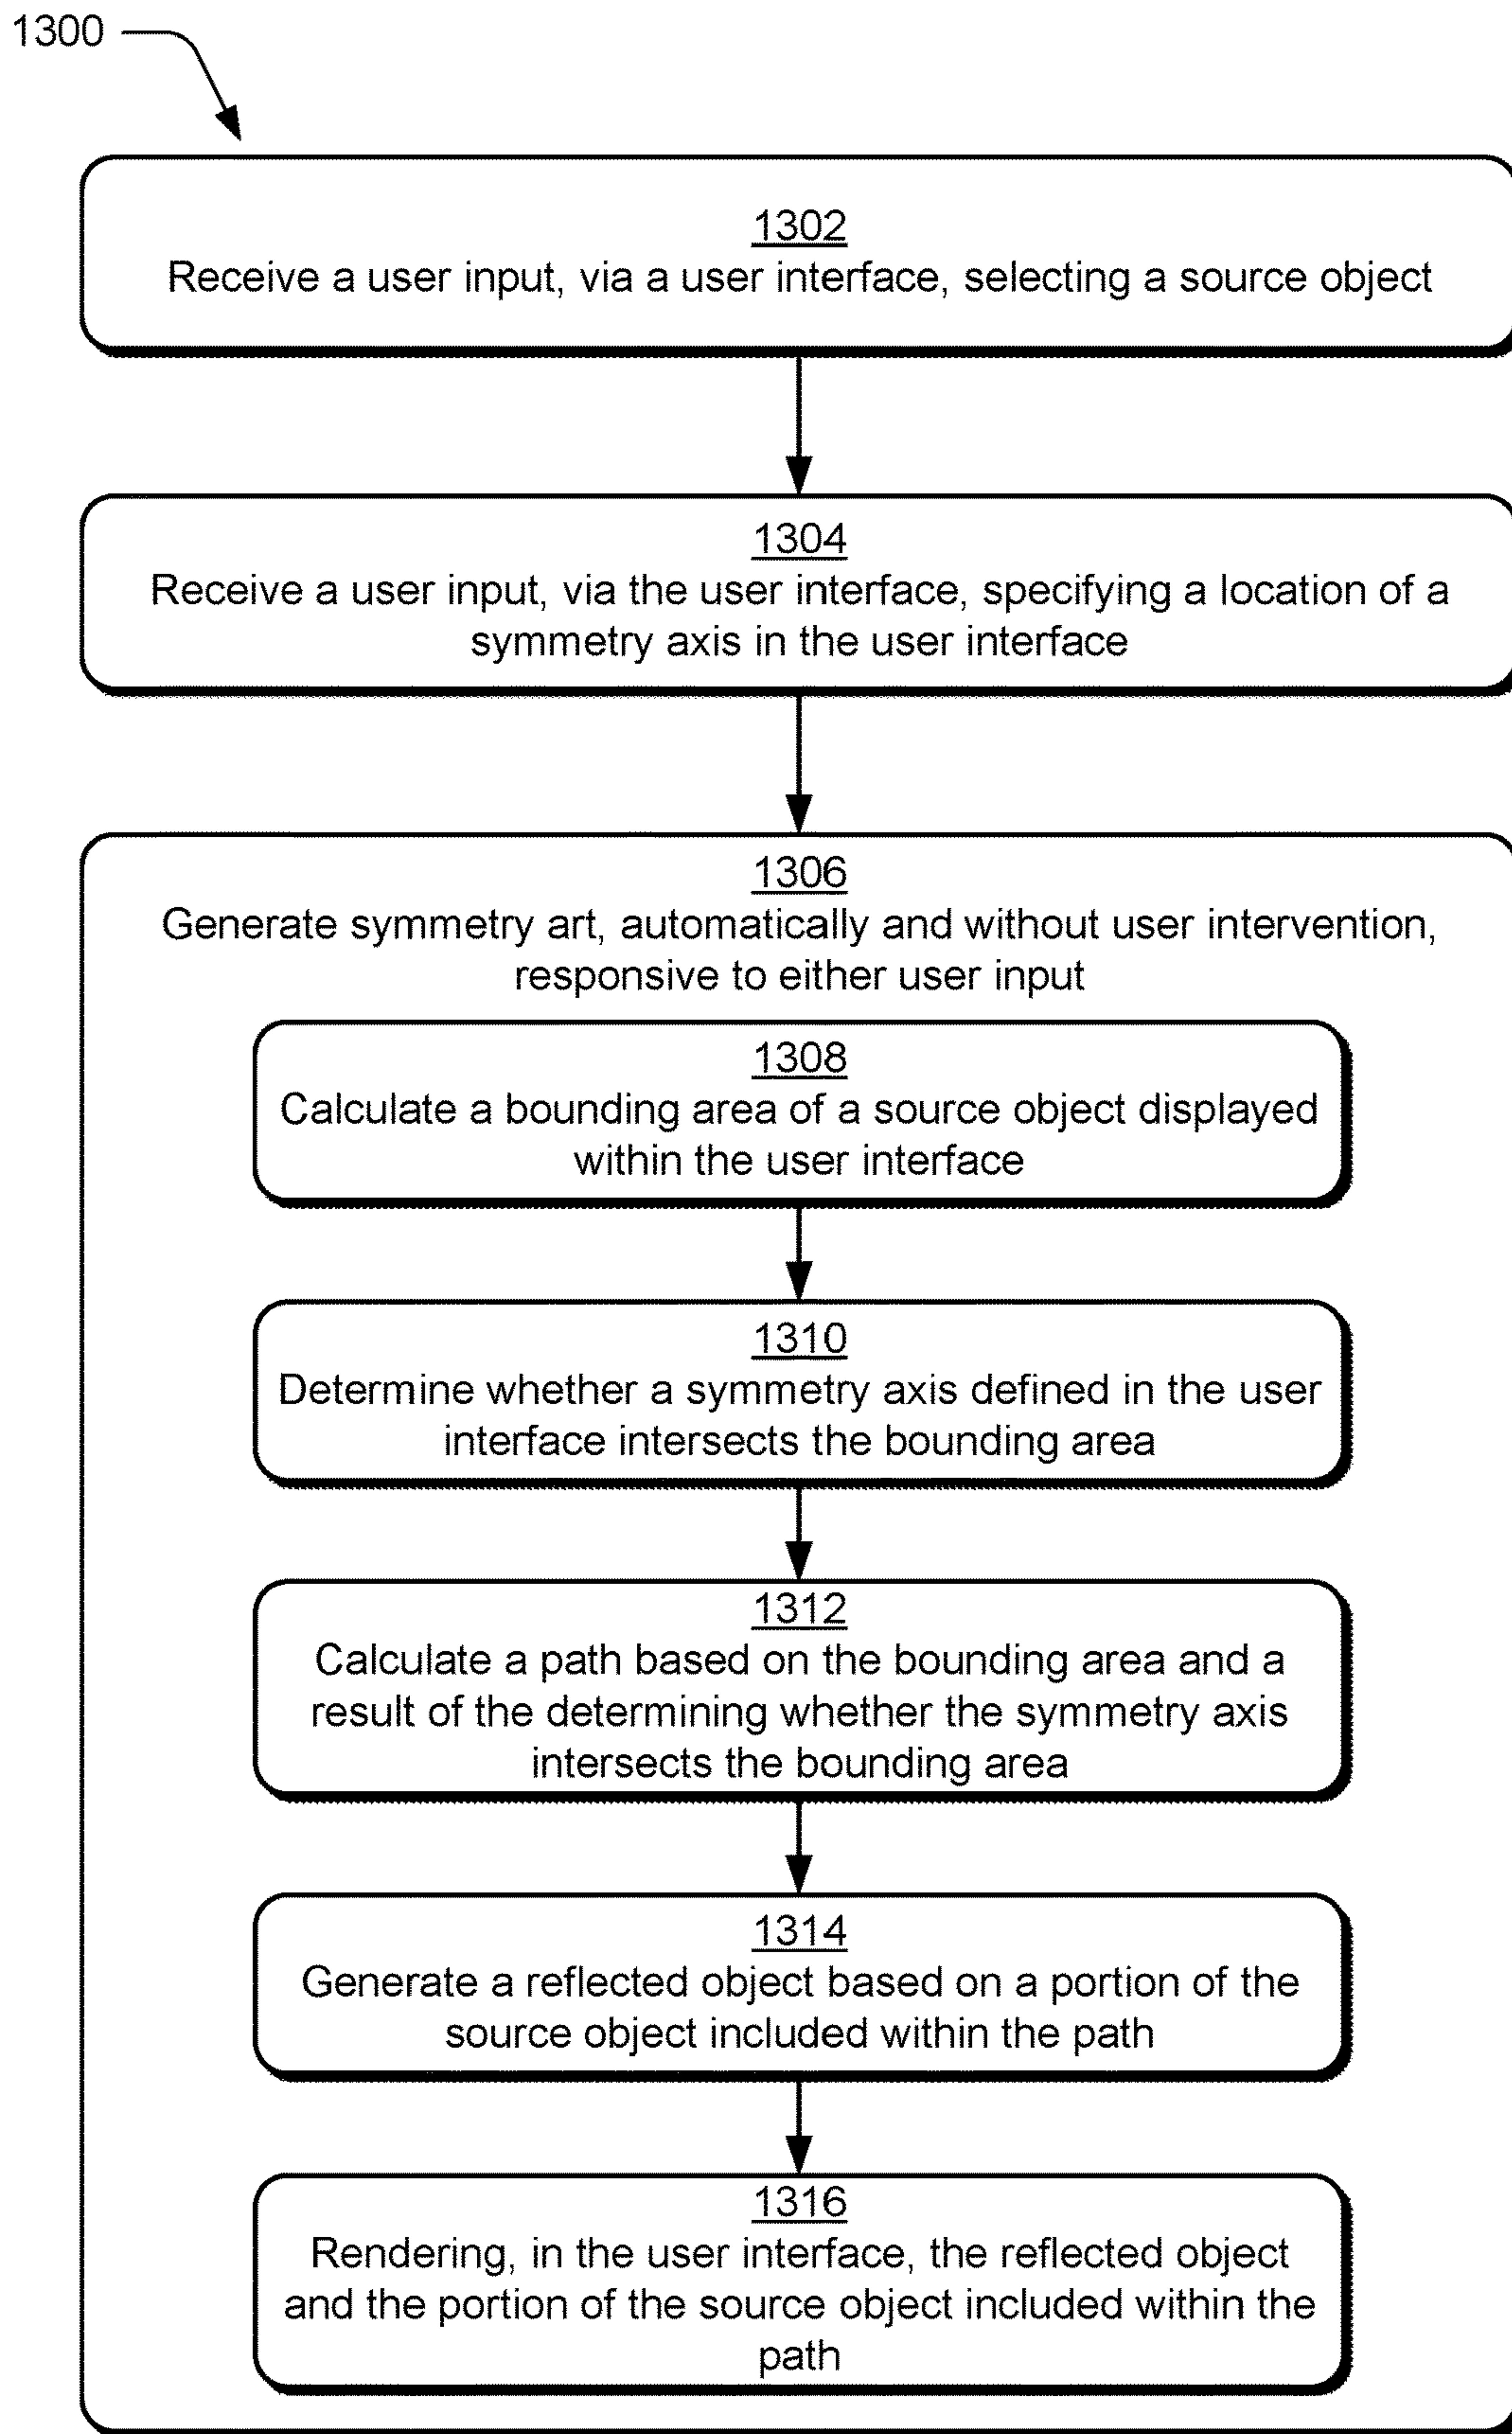 1300
1302
Receive a user input, via a user interface, selecting a source object
1304
Receive a user input, via the user interface, specifying a location of a
symmetry axis in the user interface
1306
Generate symmetry art, automatically and without user intervention,
responsive to either user input
1308
Calculate a bounding area of a source object displayed
within the user interface
1310
Determine whether a symmetry axis defined in the user
interface intersects the bounding area
1312
Calculate a path based on the bounding area and a
result of the determining whether the symmetry axis
intersects the bounding area
1314
Generate a reflected object based on a portion of the
source object included within the path
1316
Rendering, in the user interface, the reflected object
and the portion of the source object included within the
path